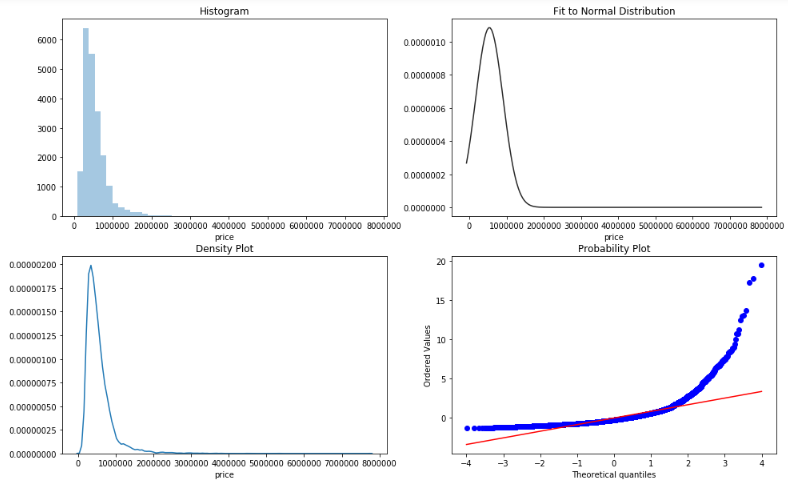 Histogram
6000
5000
4000
3000
2000
1000
0
0 1000000 2000000 3000000 4000000 5000000 6000000 7000000 8000000
price
Fit to Normal Distribution
0.0000010
0.0000008
0.0000006
0.0000004
0.0000002
0.0000000
0 1000000 2000000 3000000 4000000 5000000 6000000 7000000 8000000
price
Density Plot
0.00000200
0.00000175
0.00000150
0.00000125
0.00000100
0.00000075
0.00000050
0.00000025
0.00000000
0 1000000 2000000 3000000 4000000 5000000 6000000 7000000 8000000
price
Probability Plot
20
15
10
5
0
Ordered Values
−4 −3 −2 −1 0 1 2 3 4
Theoretical quantiles